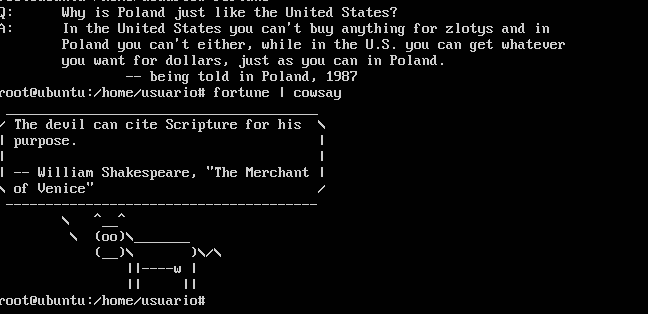 Q:      Why is Poland just like the United States?
A:      In the United States you can't buy anything for zlotys and in
        Poland you can't either, while in the U.S. you can get whatever
        you want for dollars, just as you can in Poland.
                -- being told in Poland, 1987
root@ubuntu:/home/usuario# fortune | cowsay
 ________________________________________
/ The devil can cite Scripture for his   \
| purpose.                               |
|                                        |
| -- William Shakespeare, "The Merchant  |
\ of Venice"                             /
 ----------------------------------------
        \   ^__^
         \  (oo)\_______
            (__)\       )\/\
                ||----w |
                ||     ||
root@ubuntu:/home/usuario#